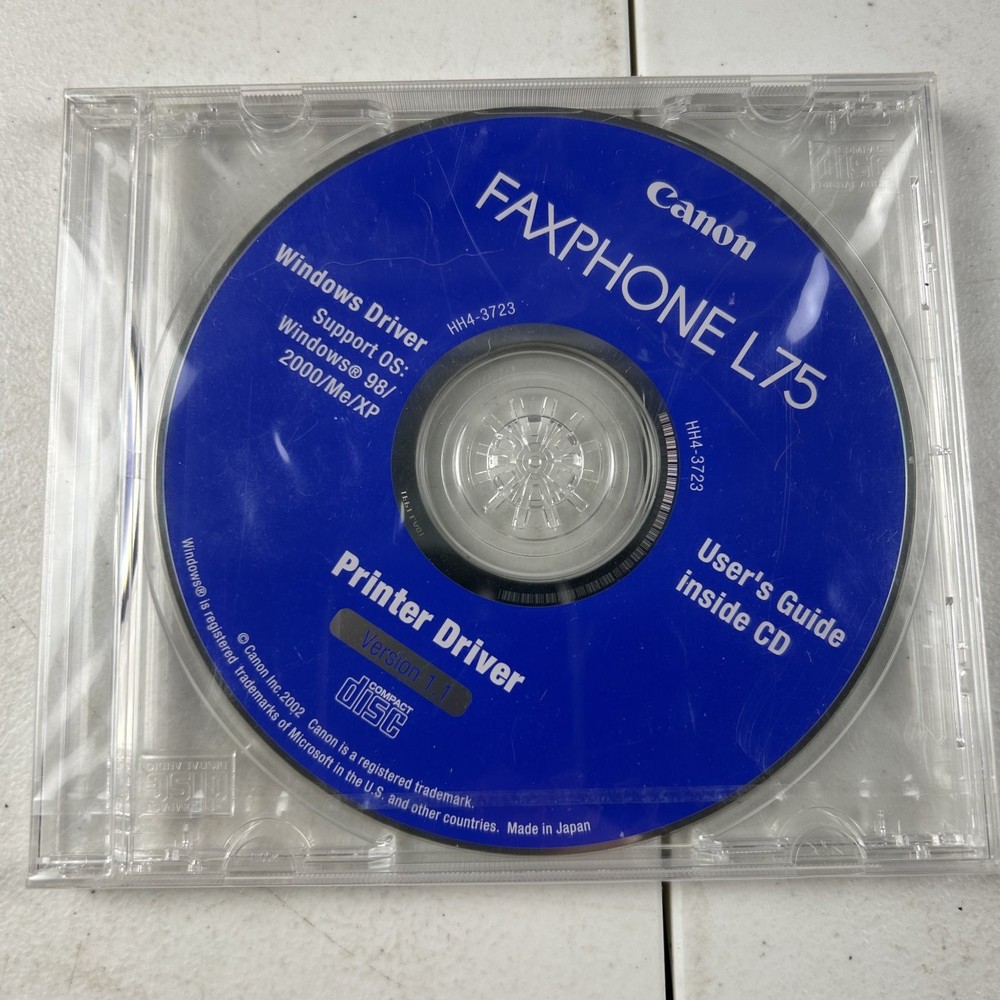 Canon
FAXPHONE L75
Windows Driver
Support OS:
Windows® 98/
2000/Me/XP
HH4-3723
HH4-3723
User's Guide
inside CD
Printer Driver
Version 1.1
COMPACT
disc
© Canon Inc.2002 Canon is a registered trademark.
Windows® is registered trademarks of Microsoft in the U.S. and other countries. Made in Japan